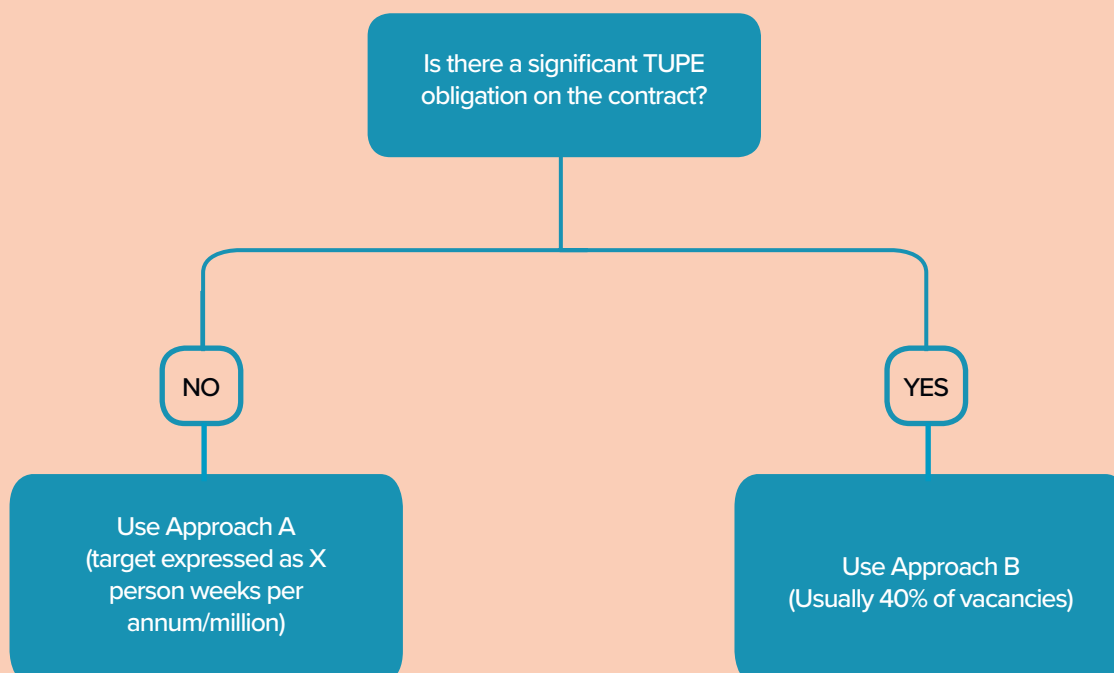 Is there a significant TUPE
obligation on the contract?
NO
YES
Use Approach A
(target expressed as X
person weeks per
annum/million)
Use Approach B
(Usually 40% of vacancies)